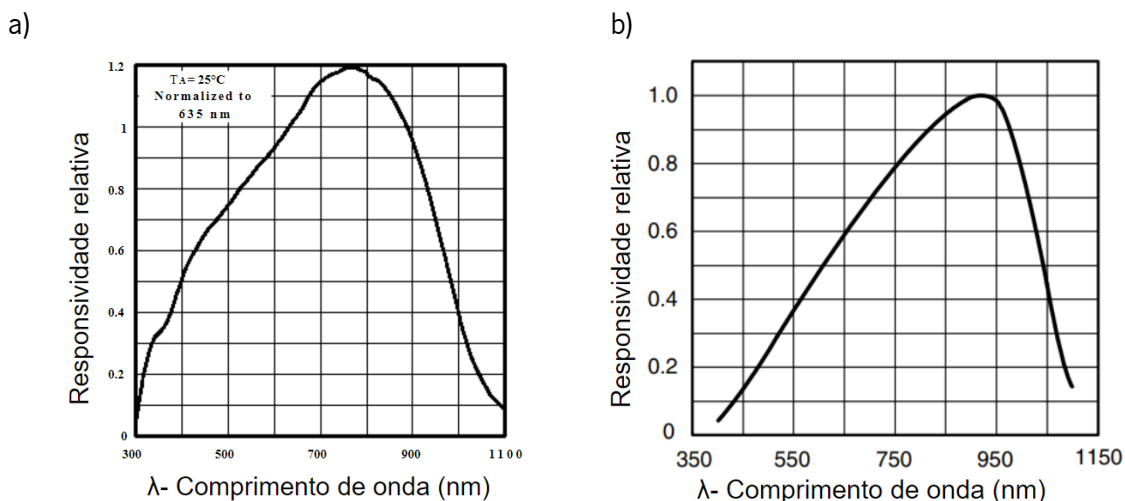 a)
b)
TA= 25°C
Normalized to
635 nm
1.2
1
0.8
0.6
0.4
0.2
0
300 500 700 900 1100
Responsividade relativa
λ- Comprimento de onda (nm)
1.0
0.8
0.6
0.4
0.2
0
350 550 750 950 1150
Responsividade relativa
λ- Comprimento de onda (nm)